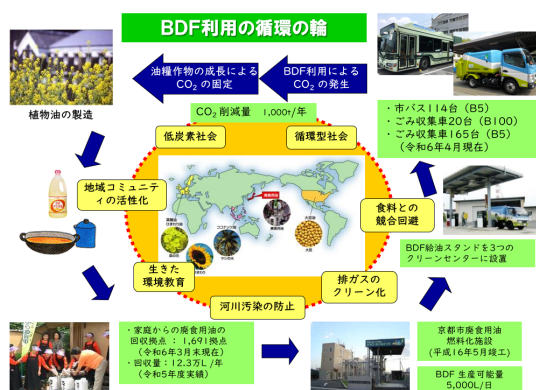 BDF利用の循環の輪
油糧作物の成長による
CO₂ の固定
BDF利用による
CO₂ の発生
植物油の製造
CO₂ 削減量 1,000t/年
・市バス114台（B5）
・ごみ収集車20台（B100）
・ごみ収集車165台（B5）
（令和6年4月現在）
低炭素社会
循環型社会
地域コミュニテ
ィの活性化
食料との
競合回避
生きた
環境教育
排ガスの
クリーン化
河川汚染の防止
BDF給油スタンドを3つの
クリーンセンターに設置
・家庭からの廃食用油の
回収拠点 ： 1,691拠点
（令和6年3月末現在）
・回収量：12.3万L /年
（令和5年度実績）
京都市廃食用油
燃料化施設
(平成16年5月竣工)
BDF 生産可能量
5,000L/日